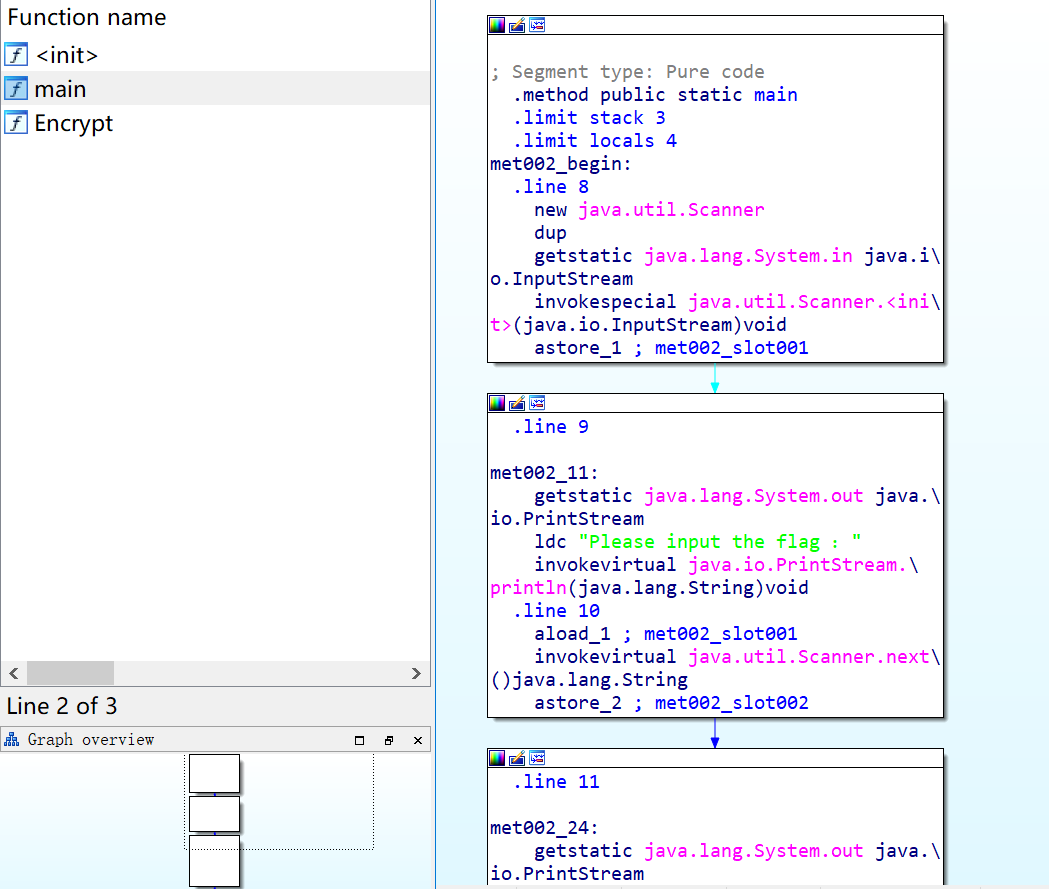 Function name
f <init>
f main
f Encrypt
Line 2 of 3
Graph overview
; Segment type: Pure code
.method public static main
.limit stack 3
.limit locals 4
met002_begin:
.line 8
new java.util.Scanner
dup
getstatic java.lang.System.in java.i\
o.InputStream
invokespecial java.util.Scanner.<ini\
t>(java.io.InputStream)void
astore_1 ; met002_slot001
.line 9
met002_11:
getstatic java.lang.System.out java.\
io.PrintStream
ldc "Please input the flag : "
invokevirtual java.io.PrintStream.\
println(java.lang.String)void
.line 10
aload_1 ; met002_slot001
invokevirtual java.util.Scanner.next\
()java.lang.String
astore_2 ; met002_slot002
.line 11
met002_24:
getstatic java.lang.System.out java.\
io.PrintStream